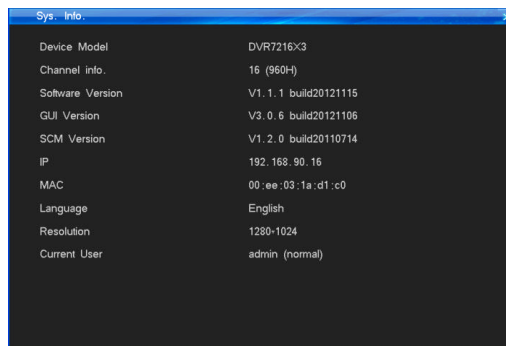 Sys. Info.
Device Model DVR7216X3
Channel info. 16 (960H)
Software Version V1.1.1 build20121115
GUI Version V3.0.6 build20121106
SCM Version V1.2.0 build20110714
IP 192.168.90.16
MAC 00:ee:03:1a:d1:c0
Language English
Resolution 1280*1024
Current User admin (normal)